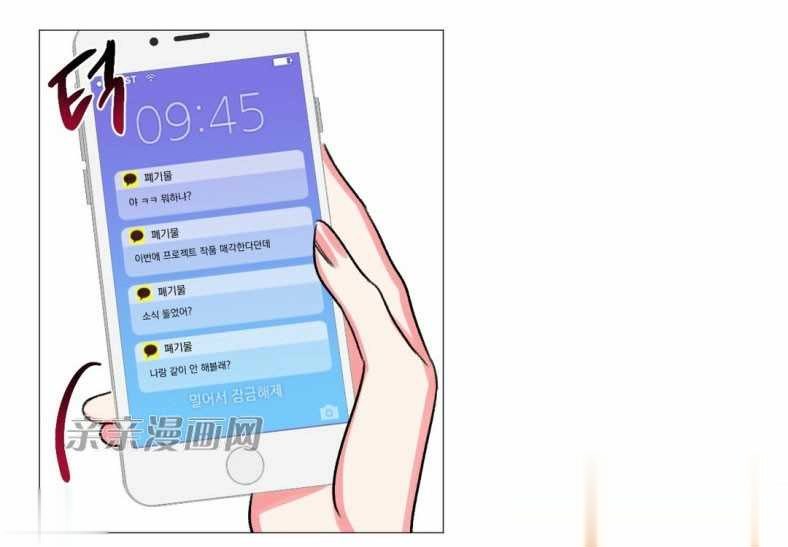 턱
ST
09:45
폐기물
야 ㅋㅋ 뭐하냐?
폐기물
이번에 프로젝트 작품 매각한다던데
폐기물
소식 들었어?
폐기물
나랑 같이 안 해볼래?
밀어서 잠금해제
亲亲漫画网